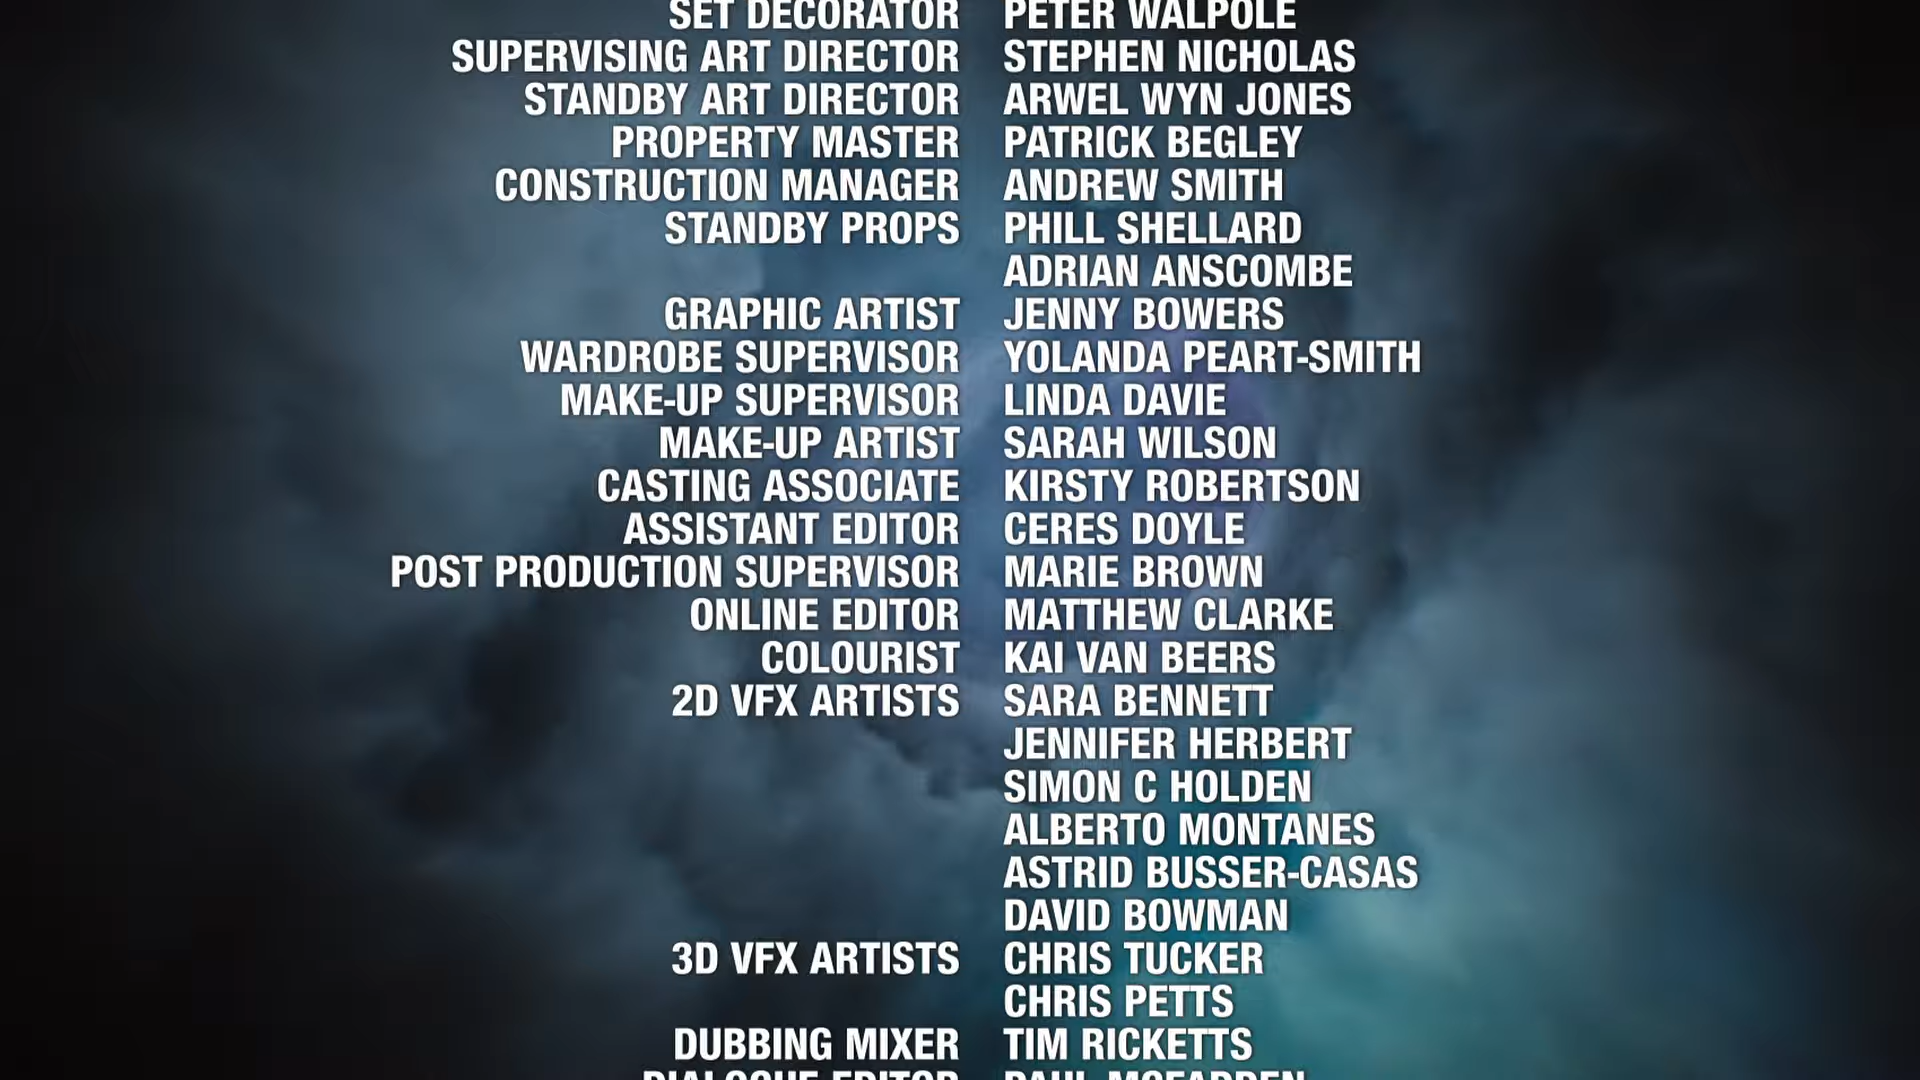 SET DECORATOR PETER WALPOLE
SUPERVISING ART DIRECTOR STEPHEN NICHOLAS
STANDBY ART DIRECTOR ARWEL WYN JONES
PROPERTY MASTER PATRICK BEGLEY
CONSTRUCTION MANAGER ANDREW SMITH
STANDBY PROPS PHILL SHELLARD
ADRIAN ANSCOMBE
GRAPHIC ARTIST JENNY BOWERS
WARDROBE SUPERVISOR YOLANDA PEART-SMITH
MAKE-UP SUPERVISOR LINDA DAVIE
MAKE-UP ARTIST SARAH WILSON
CASTING ASSOCIATE KIRSTY ROBERTSON
ASSISTANT EDITOR CERES DOYLE
POST PRODUCTION SUPERVISOR MARIE BROWN
ONLINE EDITOR MATTHEW CLARKE
COLOURIST KAI VAN BEERS
2D VFX ARTISTS SARA BENNETT
JENNIFER HERBERT
SIMON C HOLDEN
ALBERTO MONTANES
ASTRID BUSSER-CASAS
DAVID BOWMAN
3D VFX ARTISTS CHRIS TUCKER
CHRIS PETTS
DUBBING MIXER TIM RICKETTS
DIALOGUE EDITOR PAUL MCFADDEN